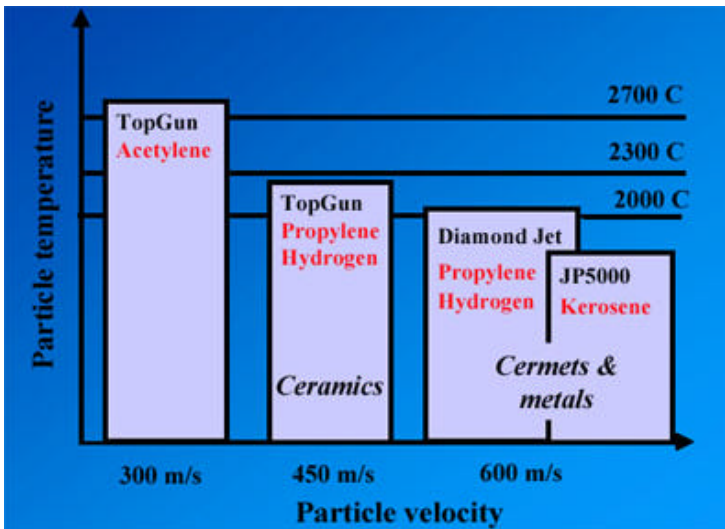 Particle temperature
2700 C
2300 C
2000 C
TopGun
Acetylene
TopGun
Propylene
Hydrogen
Ceramics
Diamond Jet
Propylene
Hydrogen
JP5000
Kerosene
Cermets &
metals
300 m/s
450 m/s
600 m/s
Particle velocity